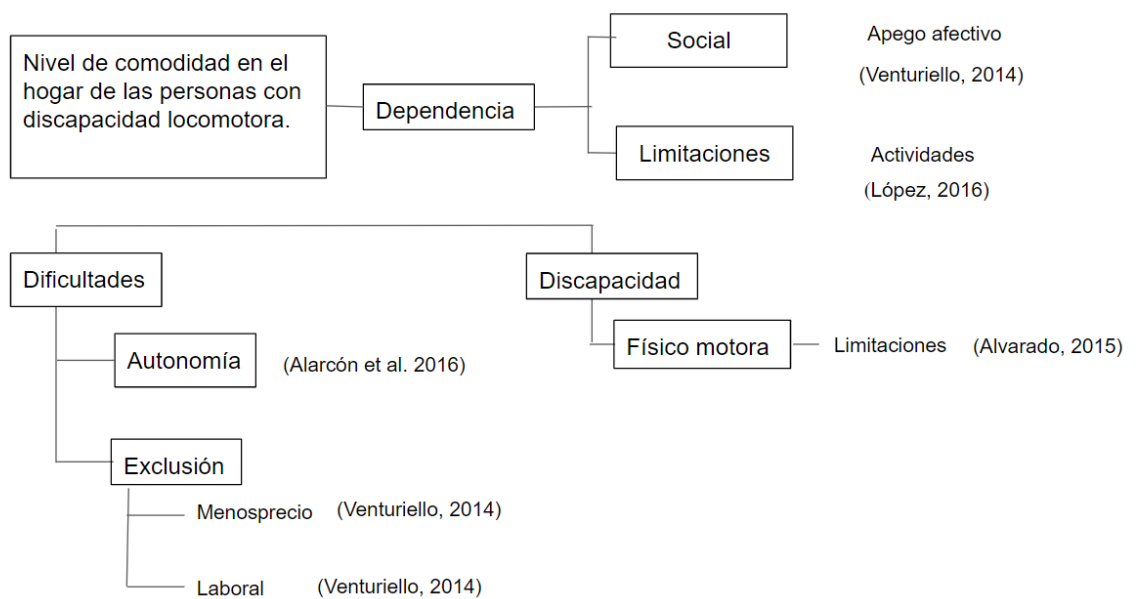 Nivel de comodidad en el
hogar de las personas con
discapacidad locomotora.
Dependencia
Social
Apego afectivo
(Venturiello, 2014)
Limitaciones
Actividades
(López, 2016)
Dificultades
Discapacidad
Autonomía
(Alarcón et al. 2016)
Físico motora
Limitaciones
(Alvarado, 2015)
Exclusión
Menosprecio
(Venturiello, 2014)
Laboral
(Venturiello, 2014)